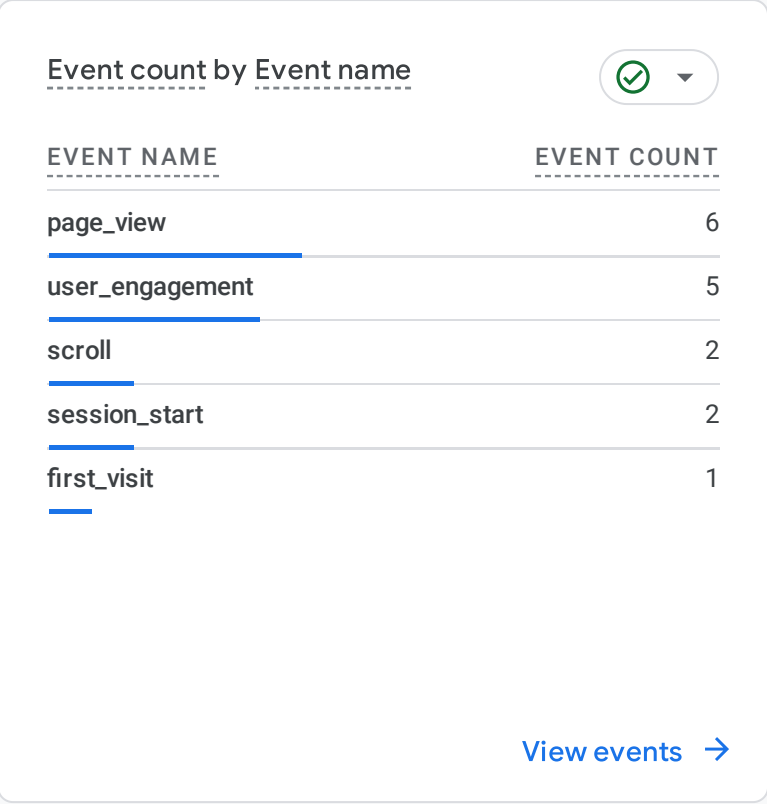 Event count by Event name
EVENT NAME EVENT COUNT
page_view 6
user_engagement 5
scroll 2
session_start 2
first_visit 1
View events